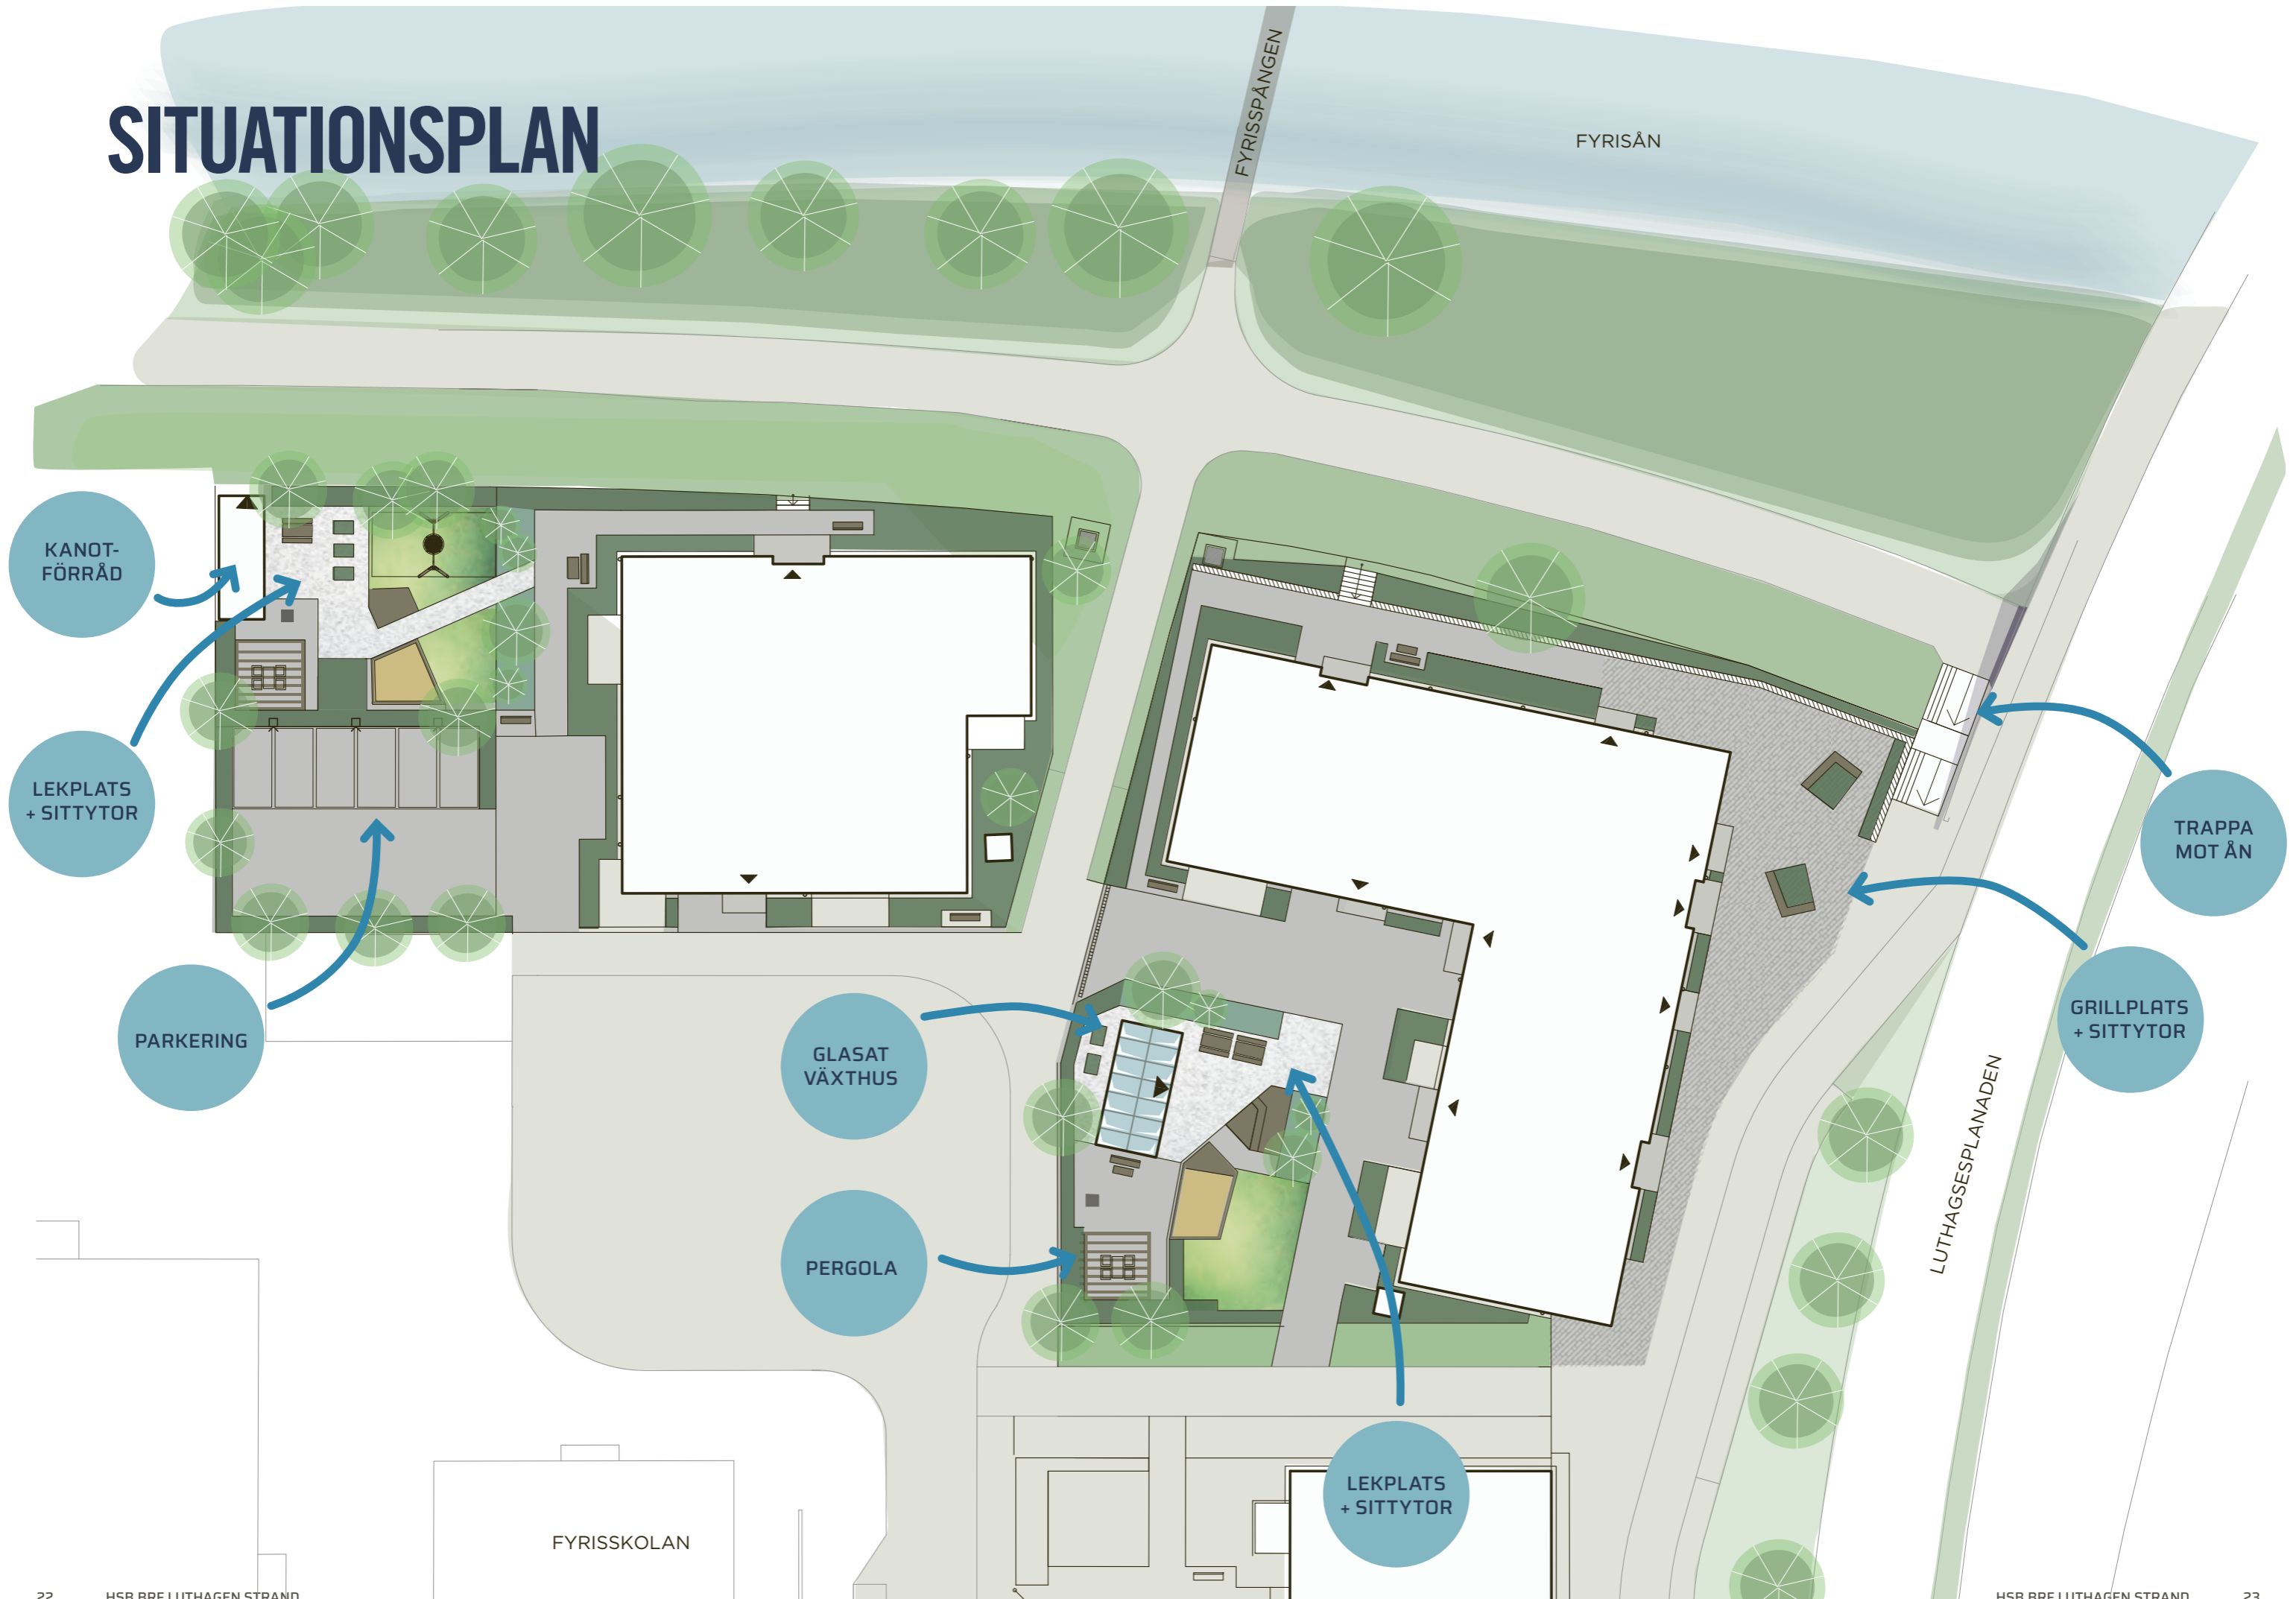 SITUATIONSPLAN
FYRISSPÅNGEN
FYRISÅN
KANOT-
FÖRRÅD
LEKPLATS
+ SITTYTOR
PARKERING
GLASAT
VÄXTHUS
PERGOLA
LEKPLATS
+ SITTYTOR
TRAPPA
MOT ÅN
GRILLPLATS
+ SITTYTOR
LUTHAGSESPLANADEN
FYRISSKOLAN
22 HSB BRF LUTHAGEN STRAND
HSB BRF LUTHAGEN STRAND 23